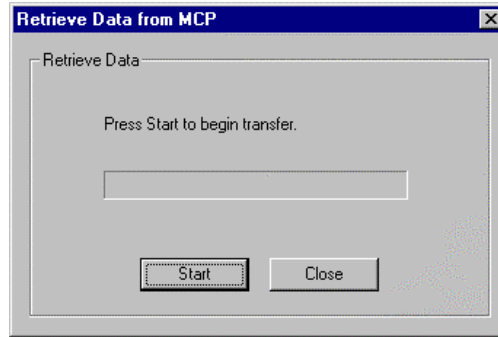 Retrieve Data from MCP
Retrieve Data
Press Start to begin transfer.
Start
Close